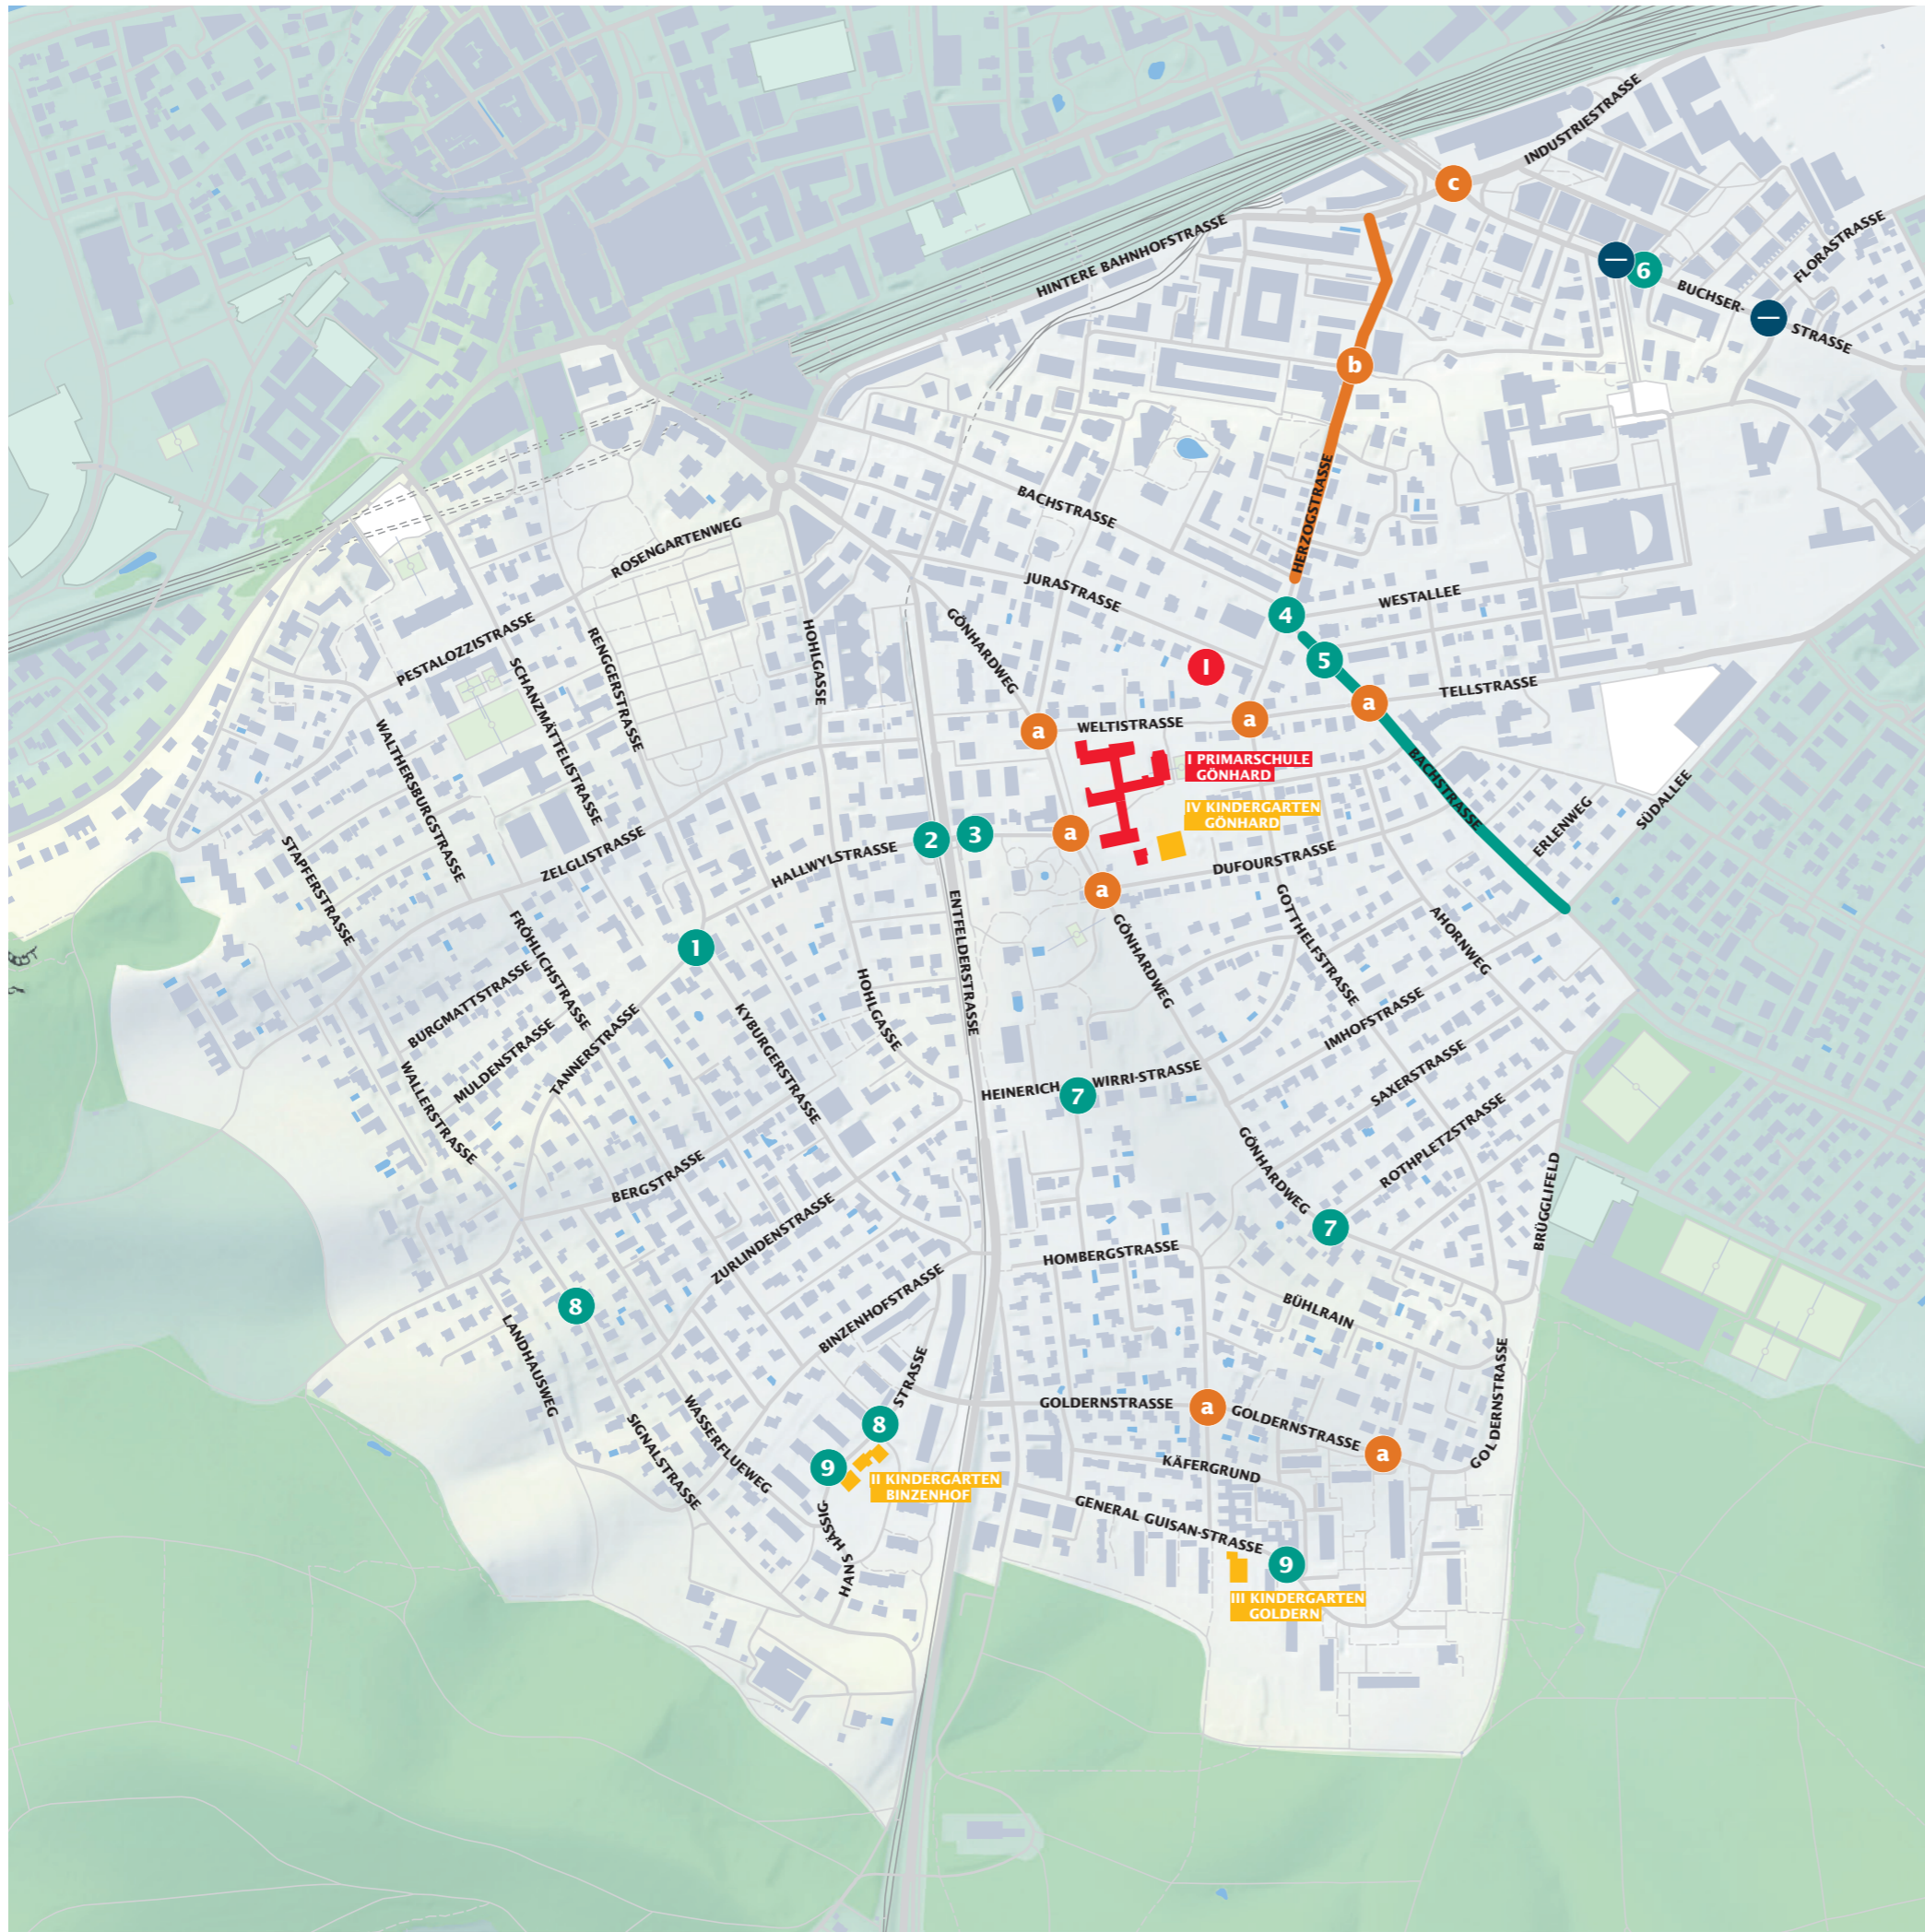 INDUSTRIESTRASSE
c
FLORASTRASSE
HINTERE BAHNHOFSTRASSE
—
6
BUCHSER-
—
STRASSE
b
HERZOGSTRASSE
BACHSTRASSE
ROSENGARTENWEG
JURASTRASSE
WESTALLEE
4
GÖNHARDWEG
PESTALOZZISTRASSE
RENGGERSTRASSE
HOHLGASSE
SCHANZMÄTTELISTRASSE
I
5
TELLSTRASSE
a
a
a
WELTISTRASSE
WALTHERSBURGSTRASSE
I PRIMARSCHULE
GÖNHARD
BACHSTRASSE
SÜDALLEE
IV KINDERGARTEN
GÖNHARD
ERLENWEG
2
3
a
STAPFERSTRASSE
ZELGLISTRASSE
HALLWYLSTRASSE
DUFOURSTRASSE
a
ENTFELDERSTRASSE
GOTTHELFSTRASSE
AHORNWEG
FRÖHLICHSTRASSE
1
GÖNHARDWEG
BURGMATTSTRASSE
HOHLGASSE
MULDENSTRASSE
TANNERSTRASSE
KYBURGERSTRASSE
IMHOFSTRASSE
WALLERSTRASSE
HEINERICH
7
WIRRI-STRASSE
SAXERSTRASSE
ROTHPLETZSTRASSE
BERGSTRASSE
GÖNHARDWEG
BRÜGGLIFELD
7
ZURLINDENSTRASSE
HOMBERGSTRASSE
8
BINZENHOFSTRASSE
BÜHLRAIN
LANDHAUSWEG
STRASSE
GOLDERNSTRASSE
a
GOLDERNSTRASSE
GOLDERNSTRASSE
8
a
WASSERFLUEWEG
SIGNALSTRASSE
9
II KINDERGARTEN
BINZENHOF
KÄFERGRUND
HANS HÄSSIG
GENERAL GUISAN-STRASSE
9
III KINDERGARTEN
GOLDERN